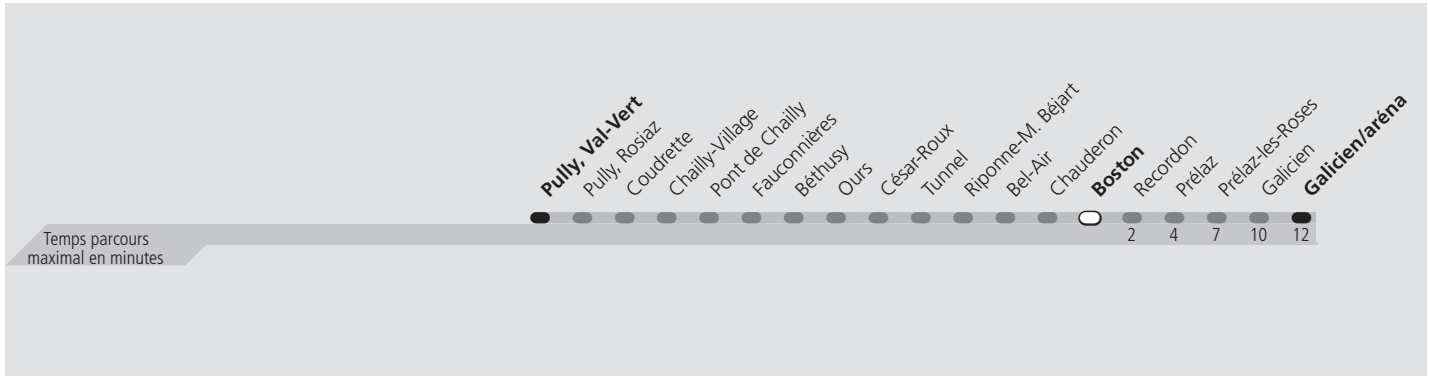 Pully, Val-Vert
Pully, Rosiaz
Coudrette
Chailly-Village
Pont de Chailly
Fauconnières
Béthusy
Ours
César-Roux
Tunnel
Riponne-M. Béjart
Bel-Air
Chauderon
Boston
Recordon
Prélaz
Prélaz-les-Roses
Galicien
Galicien/aréna
Temps parcours
maximal en minutes
2 4 7 10 12